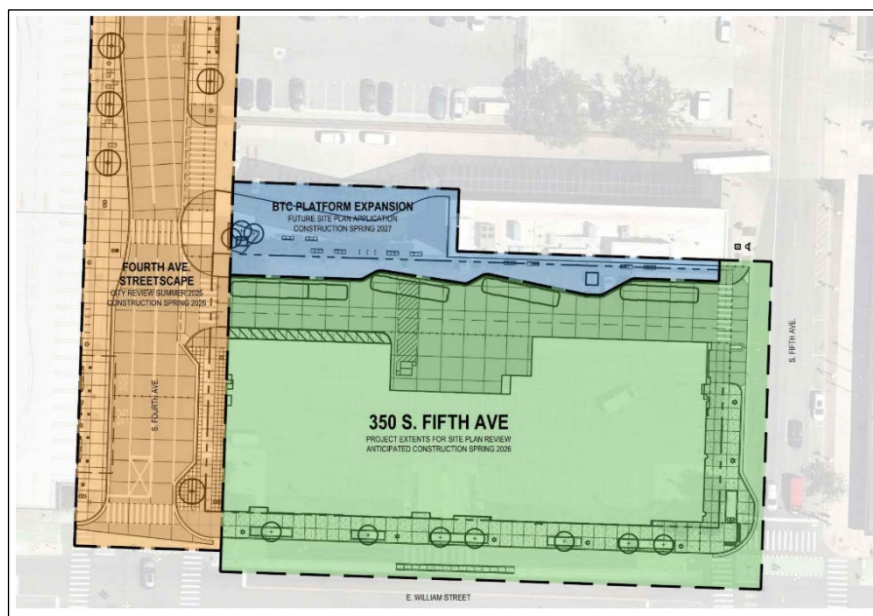 BTC PLATFORM EXPANSION
FUTURE SITE PLAN APPLICATION
CONSTRUCTION SPRING 2027
B A
FOURTH AVE.
STREETSCAPE
CITY REVIEW SUMMER 2025
CONSTRUCTION SPRING 2026
S. FOURTH AVE.
S. FIFTH AVE.
350 S. FIFTH AVE
PROJECT EXTENTS FOR SITE PLAN REVIEW
ANTICIPATED CONSTRUCTION SPRING 2026
E. WILLIAM STREET